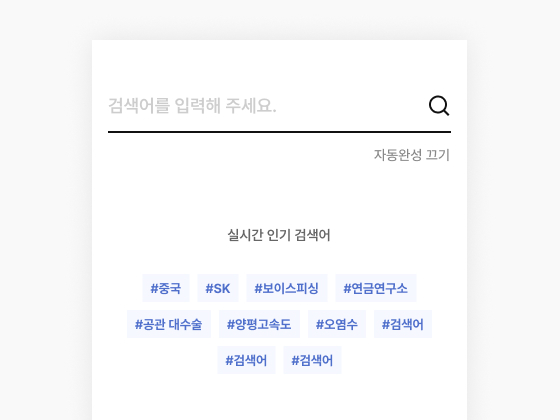 검색어를 입력해 주세요.
자동완성 끄기
실시간 인기 검색어
#중국 #SK #보이스피싱 #연금연구소
#공관 대수술 #양평고속도 #오염수 #검색어
#검색어 #검색어